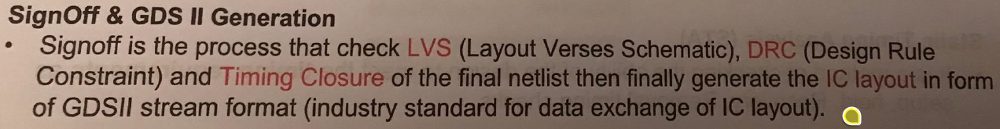 SignOff & GDS II Generation
• Signoff is the process that check LVS (Layout Verses Schematic), DRC (Design Rule
Constraint) and Timing Closure of the final netlist then finally generate the IC layout in form
of GDSII stream format (industry standard for data exchange of IC layout).